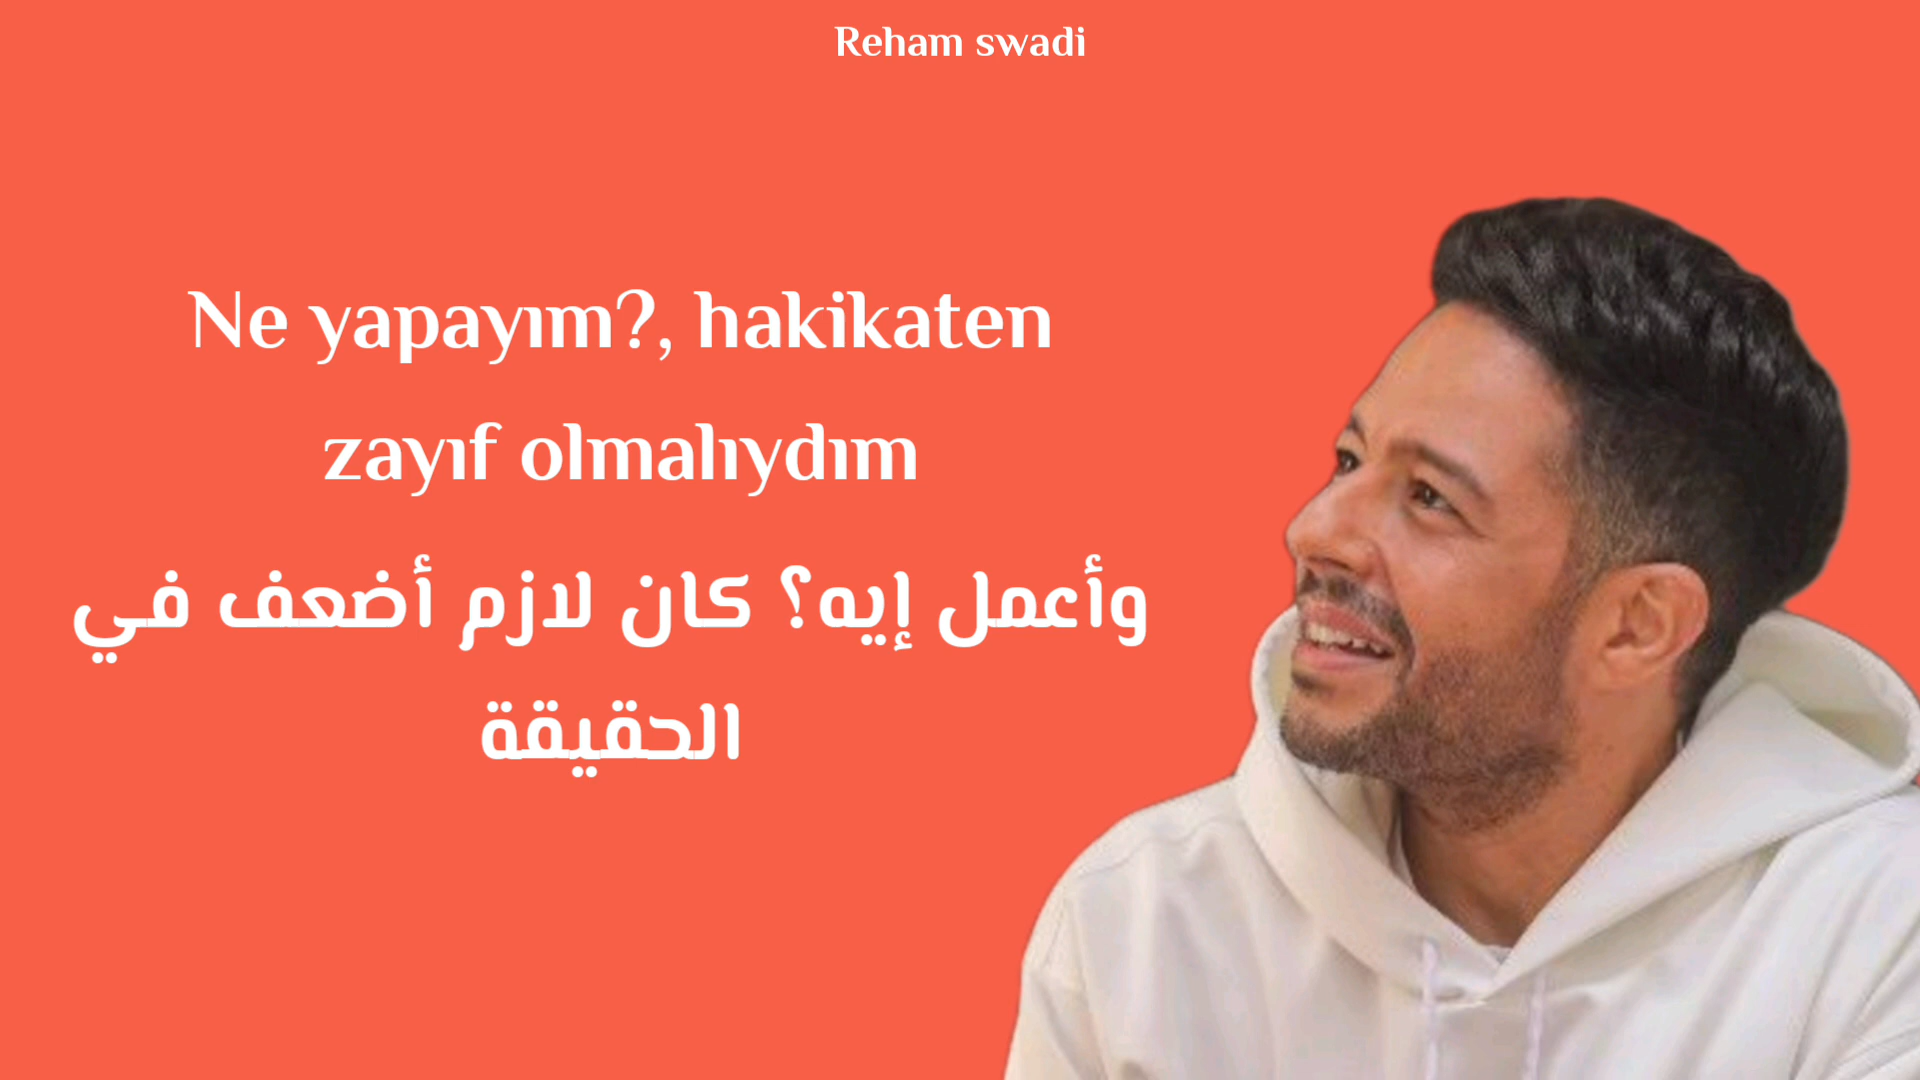 Reham swadi
Ne yapayım?, hakikaten
zayıf olmalıydım
وأعمل إيه؟ كان لازم أضعف في
الحقيقة